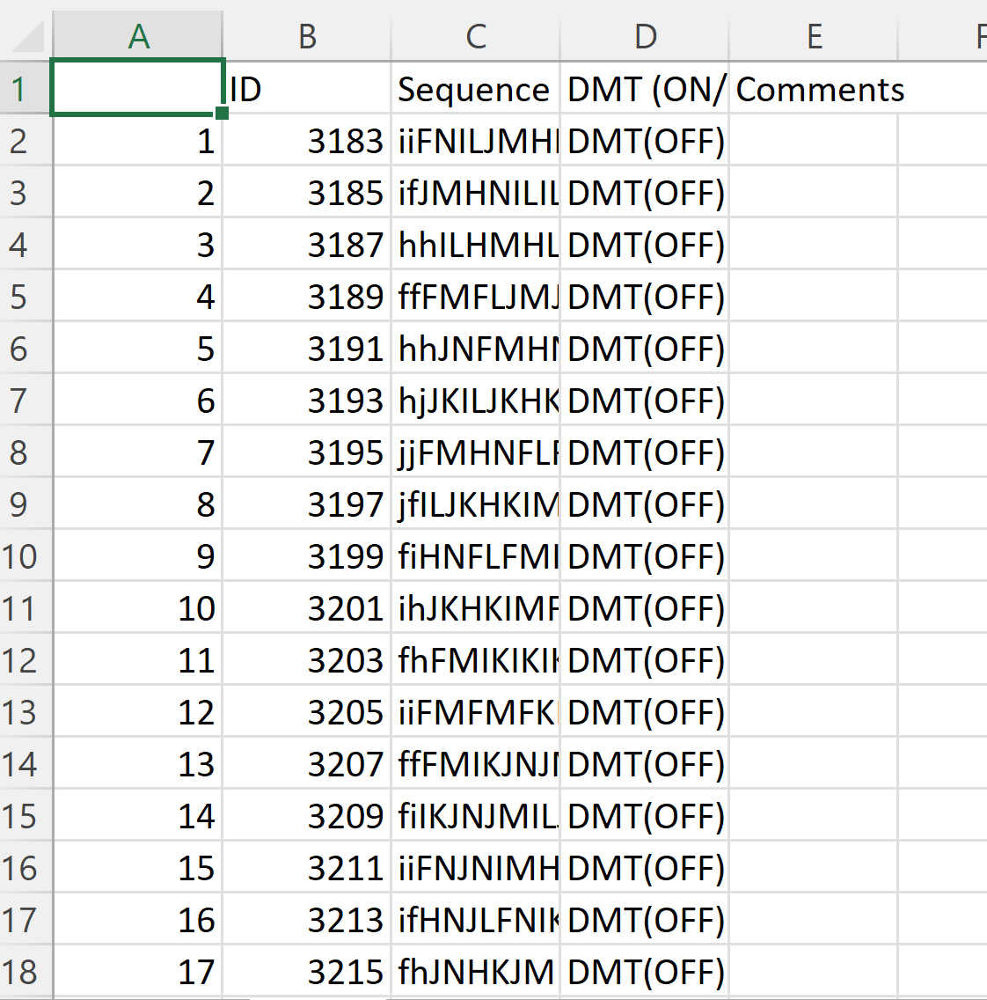 A B C D E F
1 ID Sequence DMT (ON/ Comments
2 1 3183 iiFNILJMH DMT(OFF)
3 2 3185 ifJMHNILIL DMT(OFF)
4 3 3187 hhILHMHL DMT(OFF)
5 4 3189 ffFMFLJMJ DMT(OFF)
6 5 3191 hhJNFMHN DMT(OFF)
7 6 3193 hjJKILJKHK DMT(OFF)
8 7 3195 jjFMHNFLF DMT(OFF)
9 8 3197 jfILJKHKIM DMT(OFF)
10 9 3199 fiHNFLFMI DMT(OFF)
11 10 3201 ihJKHKIMF DMT(OFF)
12 11 3203 fhFMIKIKIK DMT(OFF)
13 12 3205 iiFMFMFK DMT(OFF)
14 13 3207 ffFMIKJNJN DMT(OFF)
15 14 3209 fiIKJNJMIL DMT(OFF)
16 15 3211 iiFNJNIMH DMT(OFF)
17 16 3213 ifHNJLFNIK DMT(OFF)
18 17 3215 fhJNHKJM DMT(OFF)